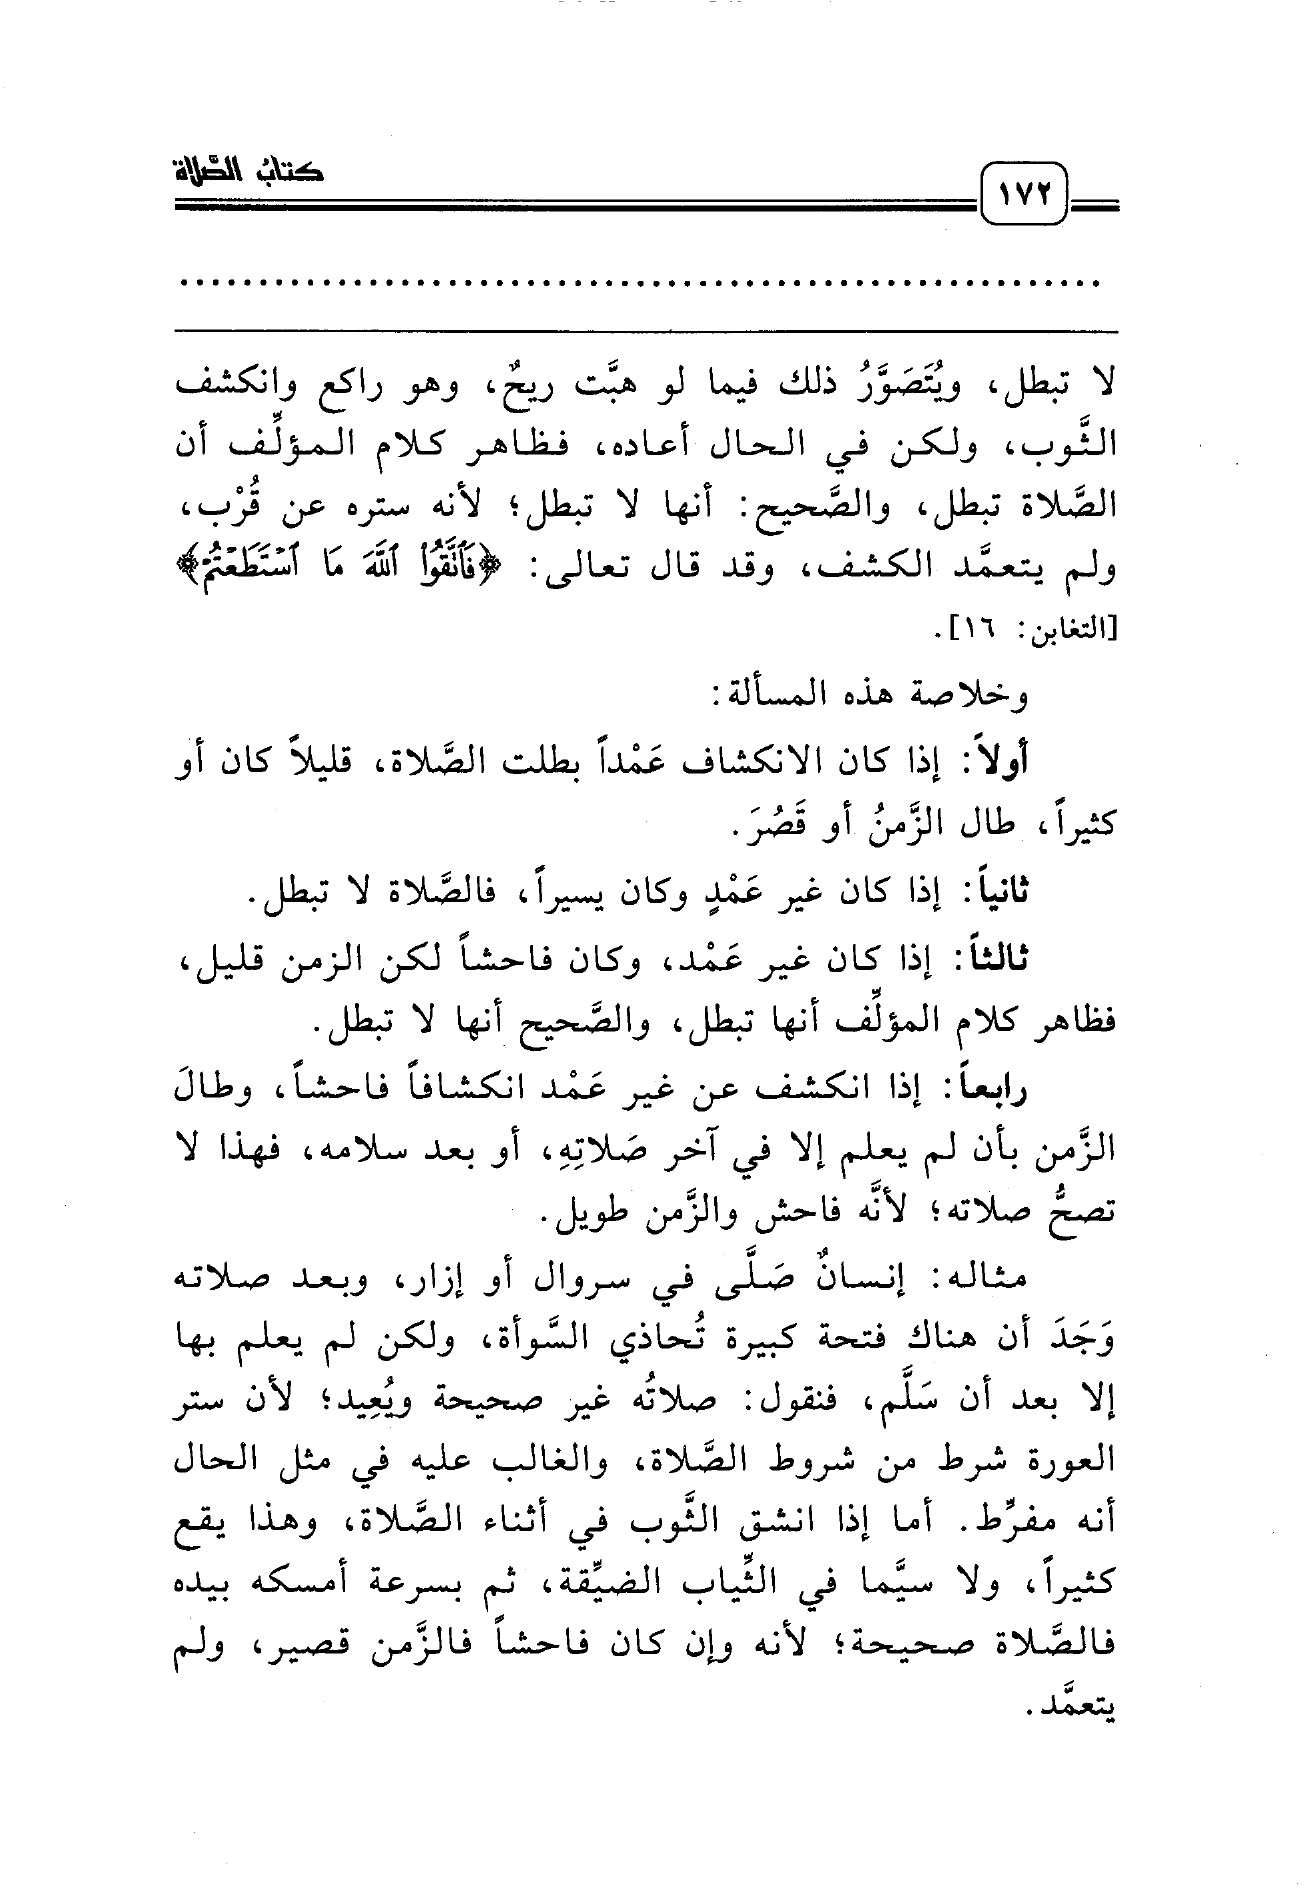 كتاب الصَّلاة
١٧٢
لا تبطل، ويُتَصَوَّرُ ذلك فيما لو هبَّت ريحٌ، وهو راكع وانكشف
الثَّوب، ولكن في الحال أعاده، فظاهر كلام المؤلِّف أن
الصَّلاة تبطل، والصَّحيح: أنها لا تبطل؛ لأنه ستره عن قُرْب،
ولم يتعمَّد الكشف، وقد قال تعالى: ﴿فَٱتَّقُوا۟ ٱللَّهَ مَا ٱسْتَطَعْتُمْ﴾
[التغابن: ١٦].
وخلاصة هذه المسألة:
أولاً: إذا كان الانكشاف عَمْداً بطلت الصَّلاة، قليلاً كان أو
كثيراً، طال الزَّمنُ أو قَصُرَ.
ثانياً: إذا كان غير عَمْدٍ وكان يسيراً، فالصَّلاة لا تبطل.
ثالثاً: إذا كان غير عَمْد، وكان فاحشاً لكن الزمن قليل،
فظاهر كلام المؤلِّف أنها تبطل، والصَّحيح أنها لا تبطل.
رابعاً: إذا انكشف عن غير عَمْد انكشافاً فاحشاً، وطالَ
الزَّمن بأن لم يعلم إلا في آخر صَلاتِهِ، أو بعد سلامه، فهذا لا
تصحُّ صلاته؛ لأنَّه فاحش والزَّمن طويل.
مثاله: إنسانٌ صَلَّى في سروال أو إزار، وبعد صلاته
وَجَدَ أن هناك فتحة كبيرة تُحاذي السَّوأة، ولكن لم يعلم بها
إلا بعد أن سَلَّم، فنقول: صلاتُه غير صحيحة ويُعِيد؛ لأن ستر
العورة شرط من شروط الصَّلاة، والغالب عليه في مثل الحال
أنه مفرِّط. أما إذا انشق الثَّوب في أثناء الصَّلاة، وهذا يقع
كثيراً، ولا سيَّما في الثِّياب الضيِّقة، ثم بسرعة أمسكه بيده
فالصَّلاة صحيحة؛ لأنه وإن كان فاحشاً فالزَّمن قصير، ولم
يتعمَّد.